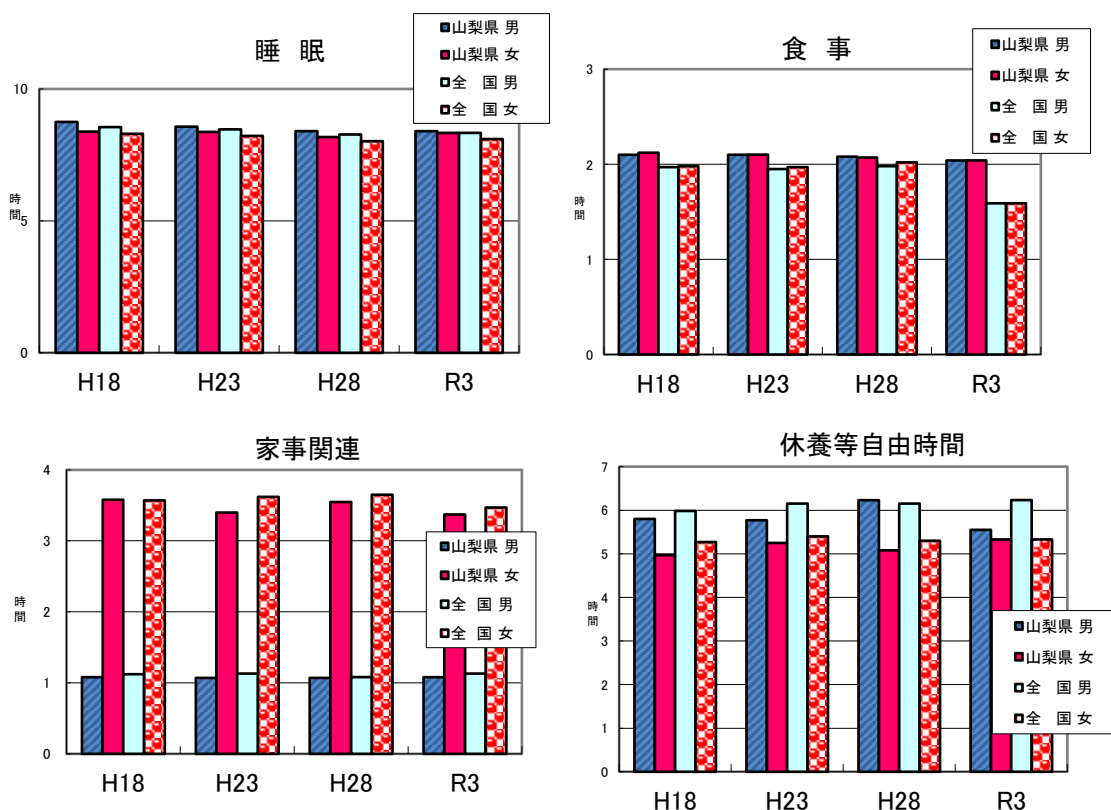 睡 眠
山梨県 男
山梨県 女
全 国 男
全 国 女
10
5
0
時間
H18
H23
H28
R3
食 事
山梨県 男
山梨県 女
全 国 男
全 国 女
3
2
1
0
時間
H18
H23
H28
R3
家事関連
山梨県 男
山梨県 女
全 国 男
全 国 女
4
3
2
1
0
時間
H18
H23
H28
R3
休養等自由時間
山梨県 男
山梨県 女
全 国 男
全 国 女
7
6
5
4
3
2
1
0
時間
H18
H23
H28
R3